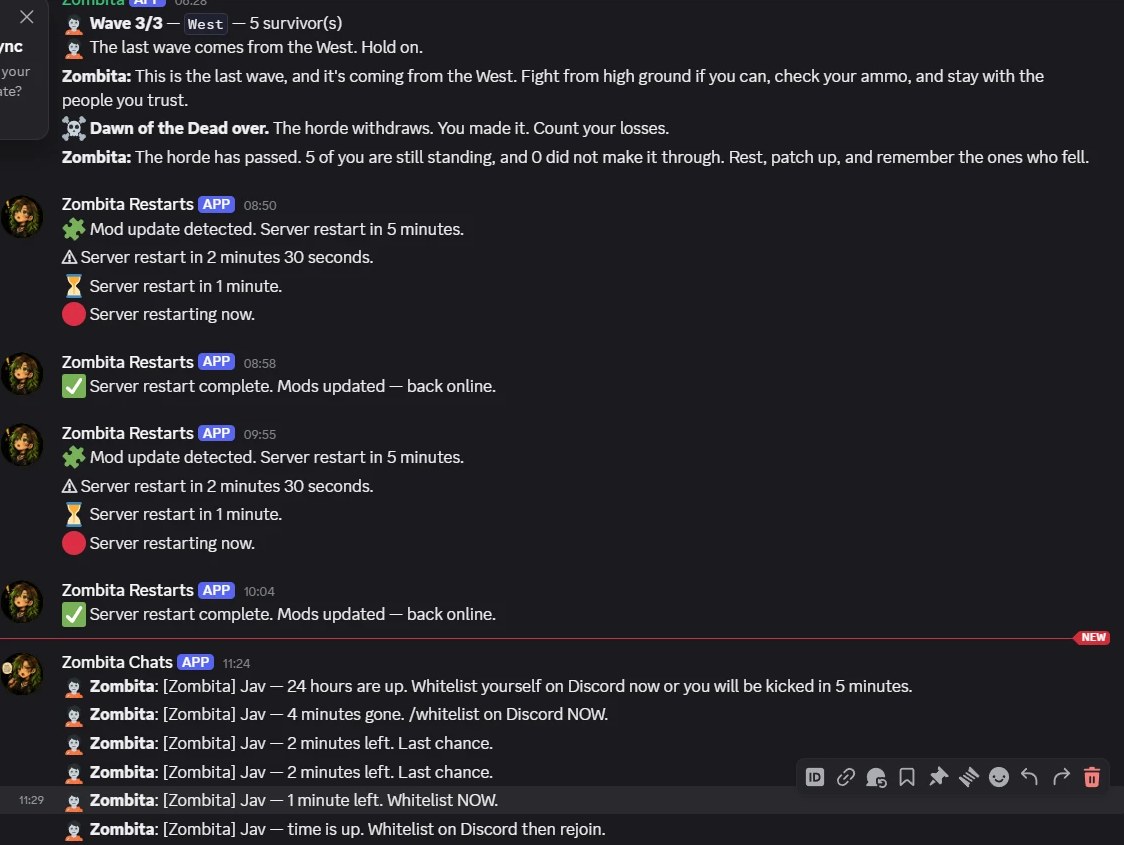 Zombita APP 06:28
Wave 3/3 — West — 5 survivor(s)
The last wave comes from the West. Hold on.
Zombita: This is the last wave, and it's coming from the West. Fight from high ground if you can, check your ammo, and stay with the
people you trust.
Dawn of the Dead over. The horde withdraws. You made it. Count your losses.
Zombita: The horde has passed. 5 of you are still standing, and 0 did not make it through. Rest, patch up, and remember the ones who fell.
ync
your
ate?
Zombita Restarts APP 08:50
Mod update detected. Server restart in 5 minutes.
Server restart in 2 minutes 30 seconds.
Server restart in 1 minute.
Server restarting now.
Zombita Restarts APP 08:58
Server restart complete. Mods updated — back online.
Zombita Restarts APP 09:55
Mod update detected. Server restart in 5 minutes.
Server restart in 2 minutes 30 seconds.
Server restart in 1 minute.
Server restarting now.
Zombita Restarts APP 10:04
Server restart complete. Mods updated — back online.
NEW
Zombita Chats APP 11:24
Zombita: [Zombita] Jav — 24 hours are up. Whitelist yourself on Discord now or you will be kicked in 5 minutes.
Zombita: [Zombita] Jav — 4 minutes gone. /whitelist on Discord NOW.
Zombita: [Zombita] Jav — 2 minutes left. Last chance.
Zombita: [Zombita] Jav — 2 minutes left. Last chance.
ID
11:29 Zombita: [Zombita] Jav — 1 minute left. Whitelist NOW.
Zombita: [Zombita] Jav — time is up. Whitelist on Discord then rejoin.